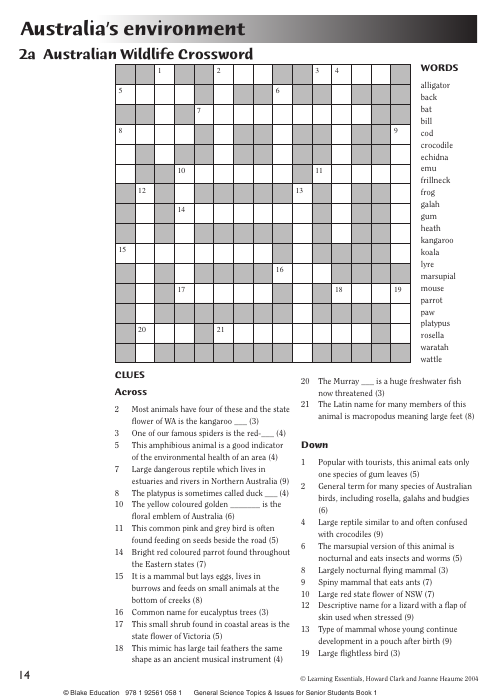 Australia's environment
2a Australian Wildlife Crossword
1
2
3
4
5
6
7
8
9
10
11
12
13
14
15
16
17
18
19
20
21
WORDS
alligator
back
bat
bill
cod
crocodile
echidna
emu
frillneck
frog
galah
gum
heath
kangaroo
koala
lyre
marsupial
mouse
parrot
paw
platypus
rosella
waratah
wattle
CLUES
Across
2 Most animals have four of these and the state
flower of WA is the kangaroo ___ (3)
3 One of our famous spiders is the red-___ (4)
5 This amphibious animal is a good indicator
of the environmental health of an area (4)
7 Large dangerous reptile which lives in
estuaries and rivers in Northern Australia (9)
8 The platypus is sometimes called duck ___ (4)
10 The yellow coloured golden _______ is the
floral emblem of Australia (6)
11 This common pink and grey bird is often
found feeding on seeds beside the road (5)
14 Bright red coloured parrot found throughout
the Eastern states (7)
15 It is a mammal but lays eggs, lives in
burrows and feeds on small animals at the
bottom of creeks (8)
16 Common name for eucalyptus trees (3)
17 This small shrub found in coastal areas is the
state flower of Victoria (5)
18 This mimic has large tail feathers the same
shape as an ancient musical instrument (4)
20 The Murray ___ is a huge freshwater fish
now threatened (3)
21 The Latin name for many members of this
animal is macropodus meaning large feet (8)
Down
1 Popular with tourists, this animal eats only
one species of gum leaves (5)
2 General term for many species of Australian
birds, including rosella, galahs and budgies
(6)
4 Large reptile similar to and often confused
with crocodiles (9)
6 The marsupial version of this animal is
nocturnal and eats insects and worms (5)
8 Largely nocturnal flying mammal (3)
9 Spiny mammal that eats ants (7)
10 Large red state flower of NSW (7)
12 Descriptive name for a lizard with a flap of
skin used when stressed (9)
13 Type of mammal whose young continue
development in a pouch after birth (9)
19 Large flightless bird (3)
14
© Learning Essentials, Howard Clark and Joanne Heaume 2004
© Blake Education 978 1 92561 058 1 General Science Topics & Issues for Senior Students Book 1